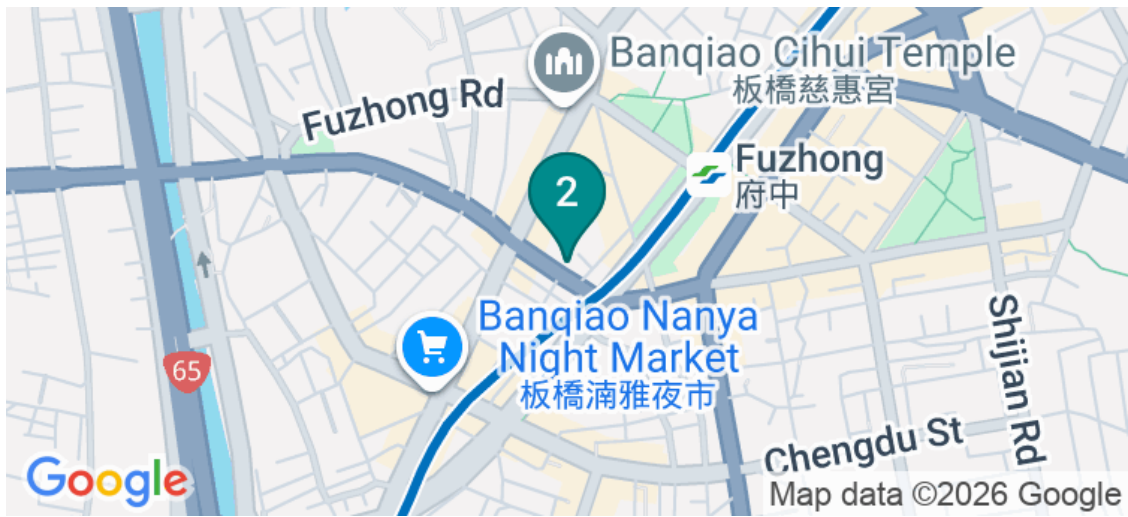 Banqiao Cihui Temple
板橋慈惠宮
Fuzhong Rd
Fuzhong
府中
2
Banqiao Nanya
Night Market
板橋湳雅夜市
65
Shijian Rd
Chengdu St
Google
Map data ©2026 Google